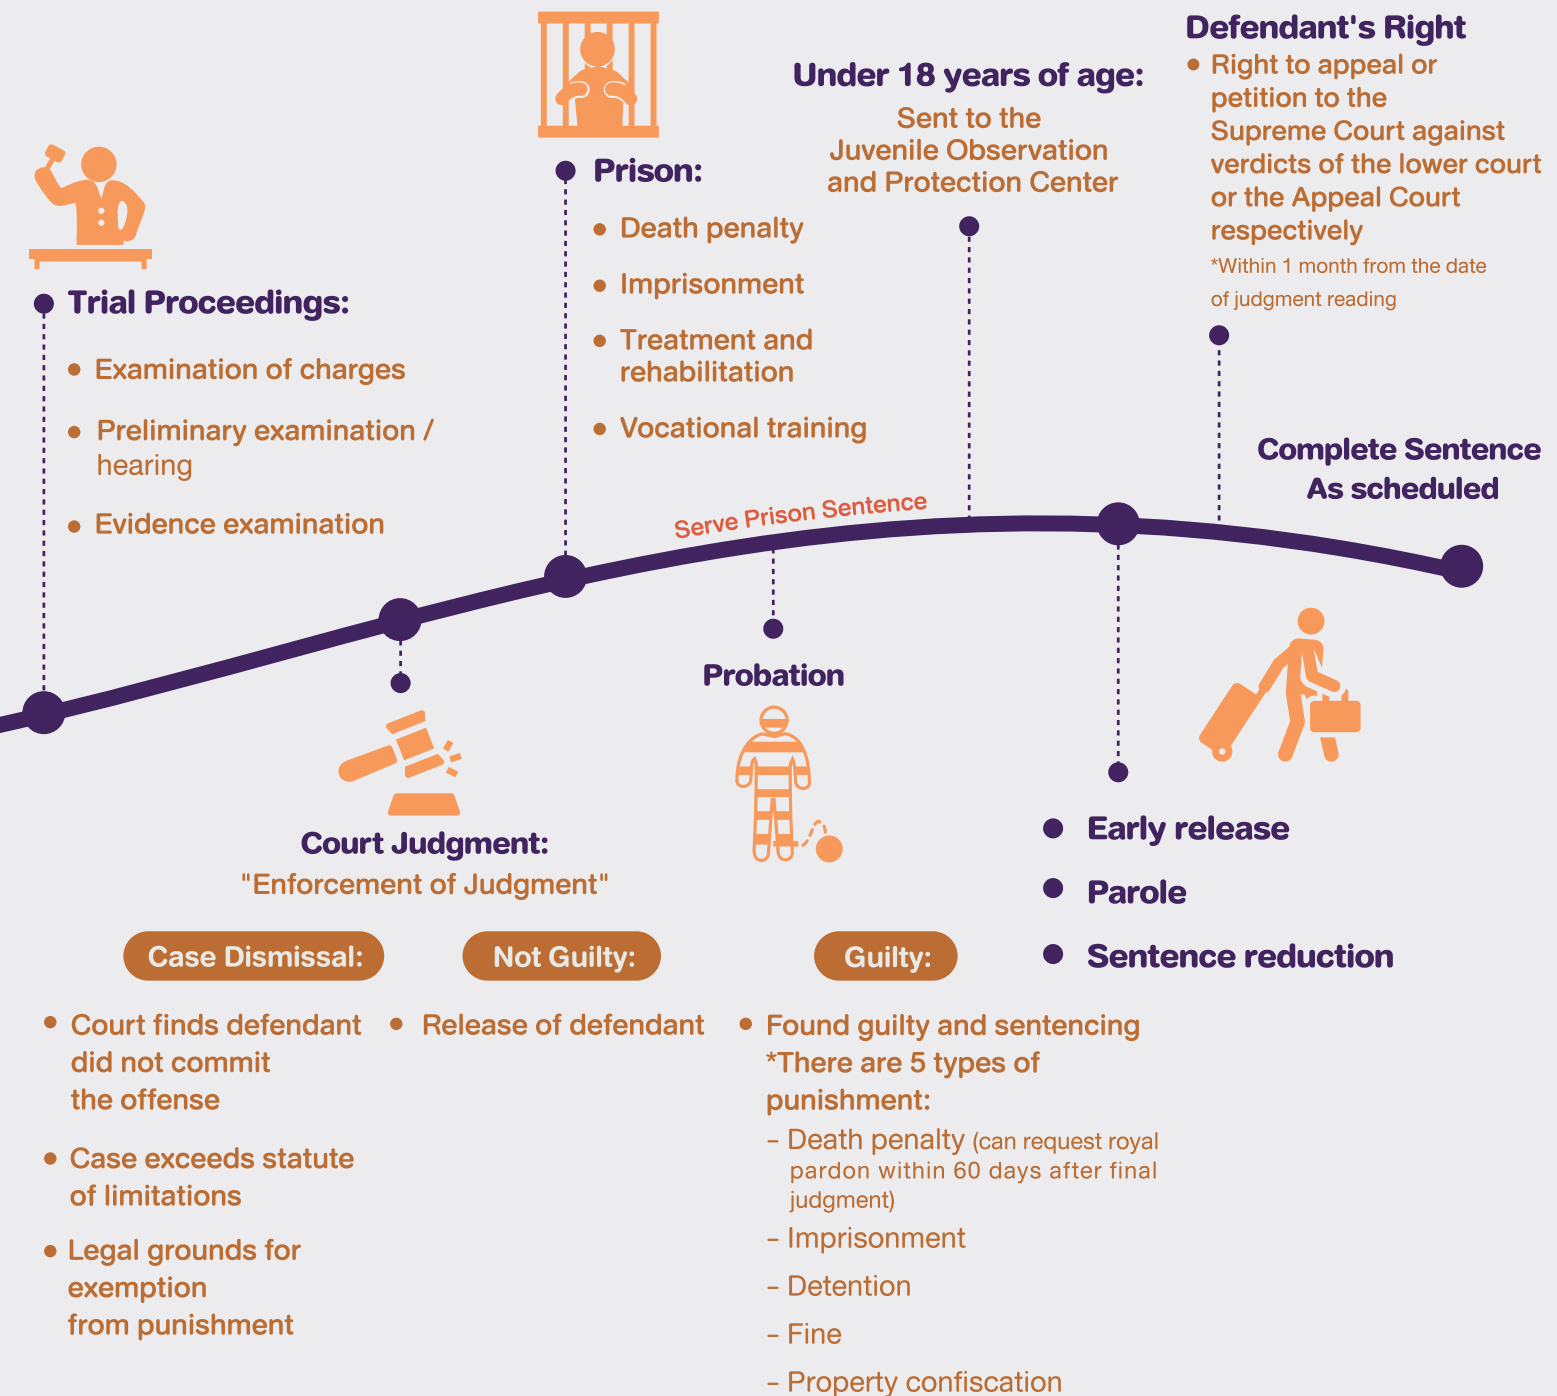 Trial Proceedings:
Examination of charges
Preliminary examination /
hearing
Evidence examination
Prison:
Death penalty
Imprisonment
Treatment and
rehabilitation
Vocational training
Under 18 years of age:
Sent to the
Juvenile Observation
and Protection Center
Defendant's Right
Right to appeal or
petition to the
Supreme Court against
verdicts of the lower court
or the Appeal Court
respectively
*Within 1 month from the date
of judgment reading
Complete Sentence
As scheduled
Serve Prison Sentence
Probation
Early release
Parole
Sentence reduction
Court Judgment:
"Enforcement of Judgment"
Case Dismissal:
Court finds defendant
did not commit
the offense
Case exceeds statute
of limitations
Legal grounds for
exemption
from punishment
Not Guilty:
Release of defendant
Guilty:
Found guilty and sentencing
*There are 5 types of
punishment:
– Death penalty (can request royal
pardon within 60 days after final
judgment)
– Imprisonment
– Detention
– Fine
– Property confiscation